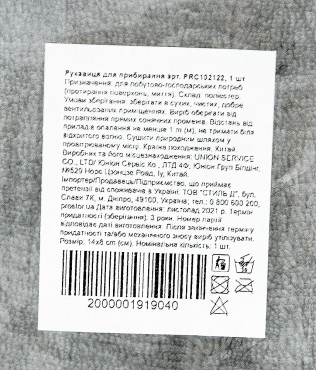 Рукавиця для прибирання арт. PRC102122, 1 шт
Призначення: для побутово-господарських потреб
(протирання поверхонь, миття). Склад: поліестер.
Умови зберігання: зберігати в сухих, чистих, добре
вентильованих приміщеннях. Виріб оберігати від
потрапляння прямих сонячних променів. Відстань від
приладів опалення не менше 1 м (м), не тримати біля
відкритого вогню. Сушити природним шляхом у
провітрюваному місці. Країна походження: Китай
Виробник та його місцезнаходження: UNION SERVICE
CO., LTD/ Юніон Сервіс Ко., ЛТД 4Ф, Юніон Груп Білдінг,
№529 Норс Цзонцзе Роад, Іу, Китай.
Імпортер/Продавець/Підприємство, що приймає
претензії від споживачів в Україні: ТОВ "СТИЛЬ Д", бул.
Слави 7К, м. Дніпро, 49100, Україна; тел.: 0 800 600 200,
prostor.ua Дата виготовлення: листопад 2021 р. Термін
придатності (зберігання): 3 роки. Номер партії
відповідає даті виготовлення. Після закінчення терміну
придатності та/або механічного зносу виріб утилізувати.
Розмір: 14х8 см (см). Номінальна кількість: 1 шт.
2000001919040